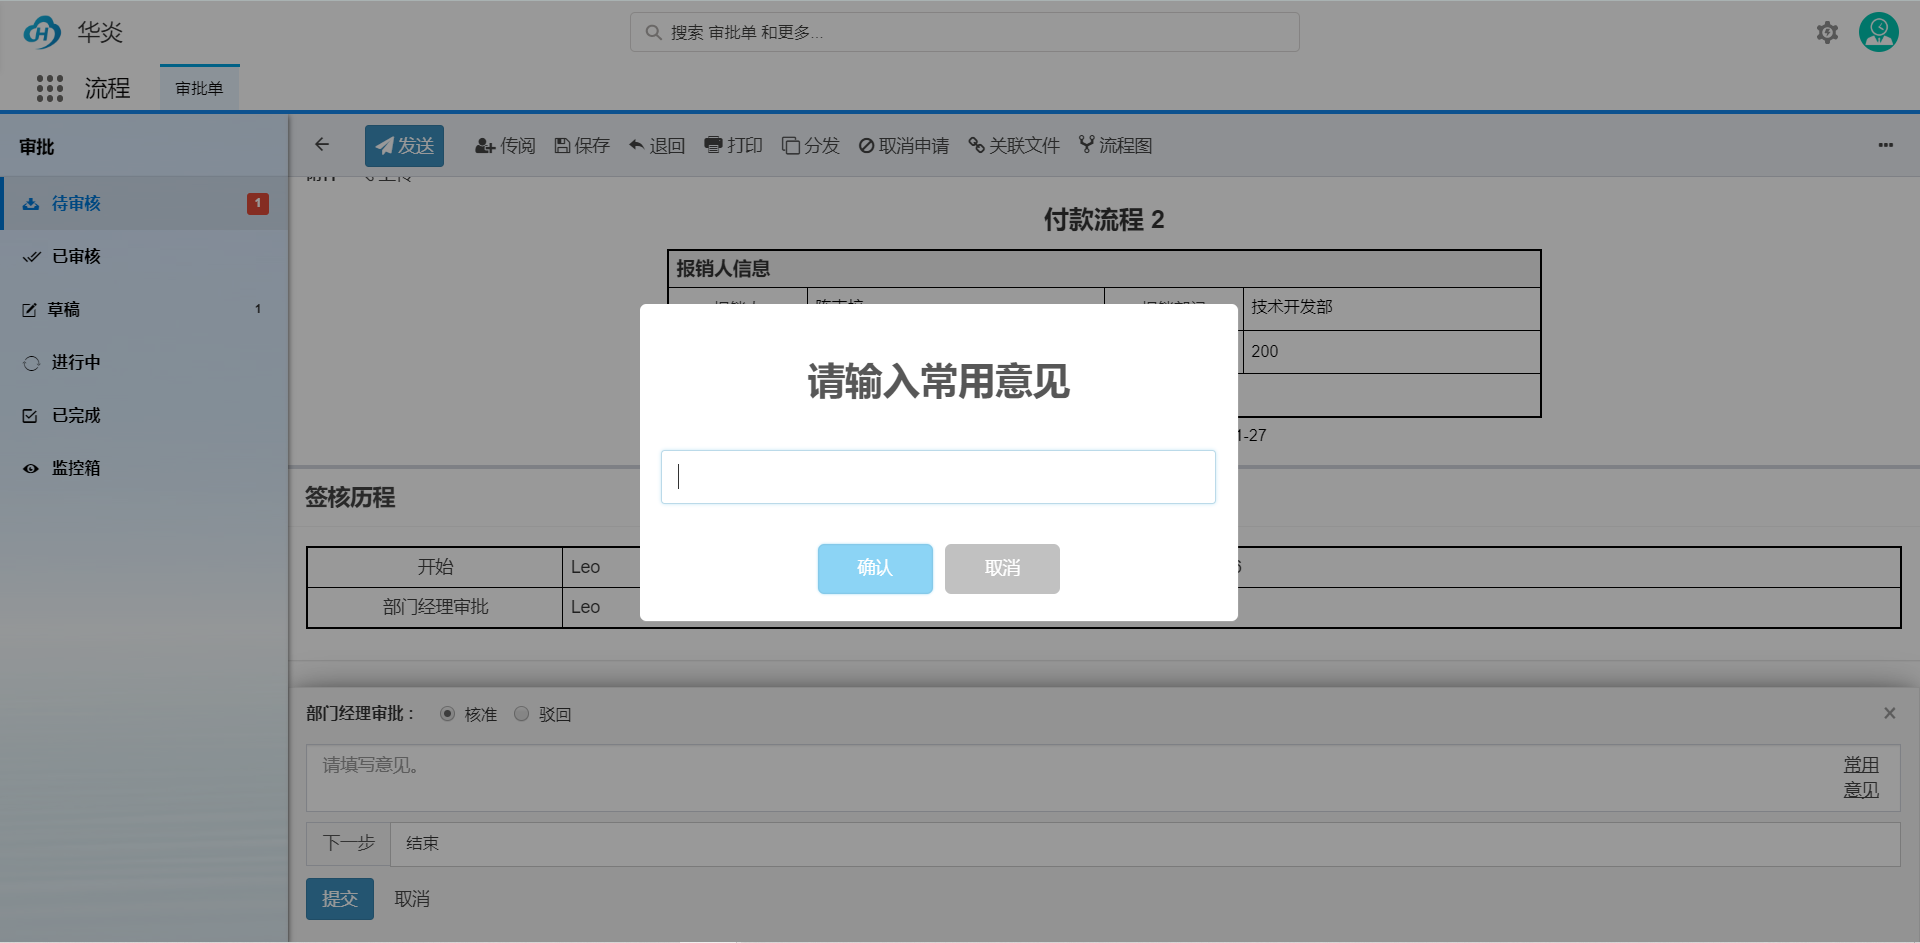 华炎
搜索 审批单 和更多...
流程
审批单
审批
待审核
1
已审核
草稿
1
进行中
已完成
监控箱
发送
传阅
保存
退回
打印
分发
取消申请
关联文件
流程图
付款流程 2
报销人信息
技术开发部
200
1-27
请输入常用意见
确认
取消
签核历程
开始
Leo
部门经理审批
Leo
部门经理审批：
核准
驳回
请填写意见。
常用
意见
下一步
结束
提交
取消